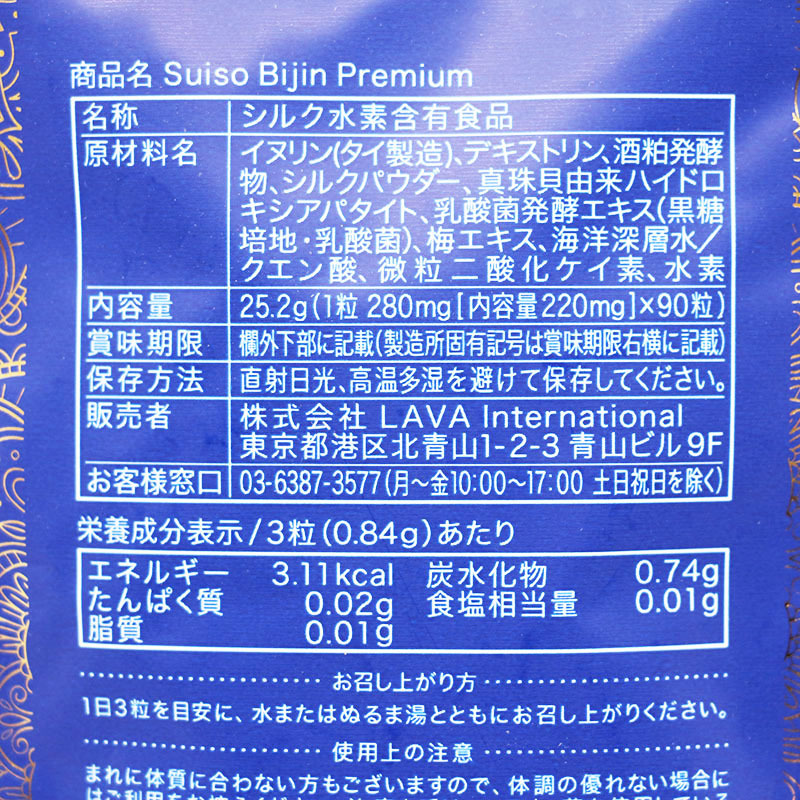 商品名 Suiso Bijin Premium
名称 シルク水素含有食品
原材料名 イヌリン(タイ製造)、デキストリン、酒粕発酵
物、シルクパウダー、真珠貝由来ハイドロ
キシアパタイト、乳酸菌発酵エキス(黒糖
培地・乳酸菌)、梅エキス、海洋深層水/
クエン酸、微粒二酸化ケイ素、水素
内容量 25.2g(1粒 280mg[内容量220mg]×90粒)
賞味期限 欄外下部に記載(製造所固有記号は賞味期限右横に記載)
保存方法 直射日光、高温多湿を避けて保存してください。
販売者 株式会社 LAVA International
東京都港区北青山1-2-3 青山ビル9F
お客様窓口 03-6387-3577(月〜金10:00〜17:00 土日祝日を除く)
栄養成分表示/3粒(0.84g)あたり
エネルギー 3.11kcal 炭水化物 0.74g
たんぱく質 0.02g 食塩相当量 0.01g
脂質 0.01g
お召し上がり方
1日3粒を目安に、水またはぬるま湯とともにお召し上がりください。
使用上の注意
まれに体質に合わない方もございますので、体調の優れない場合に